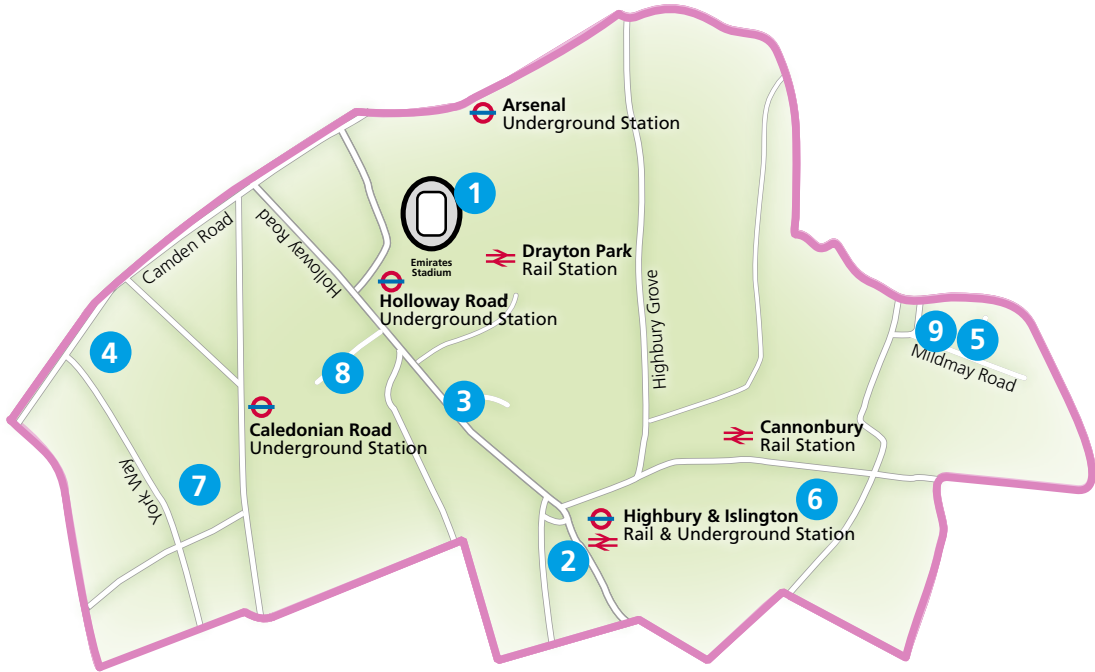 Arsenal
Underground Station
1
Emirates
Stadium
Drayton Park
Rail Station
Camden Road
Holloway Road
Holloway Road
Underground Station
Highbury Grove
4
8
3
9
5
Mildmay Road
Caledonian Road
Underground Station
Cannonbury
Rail Station
York Way
7
6
Highbury & Islington
Rail & Underground Station
2